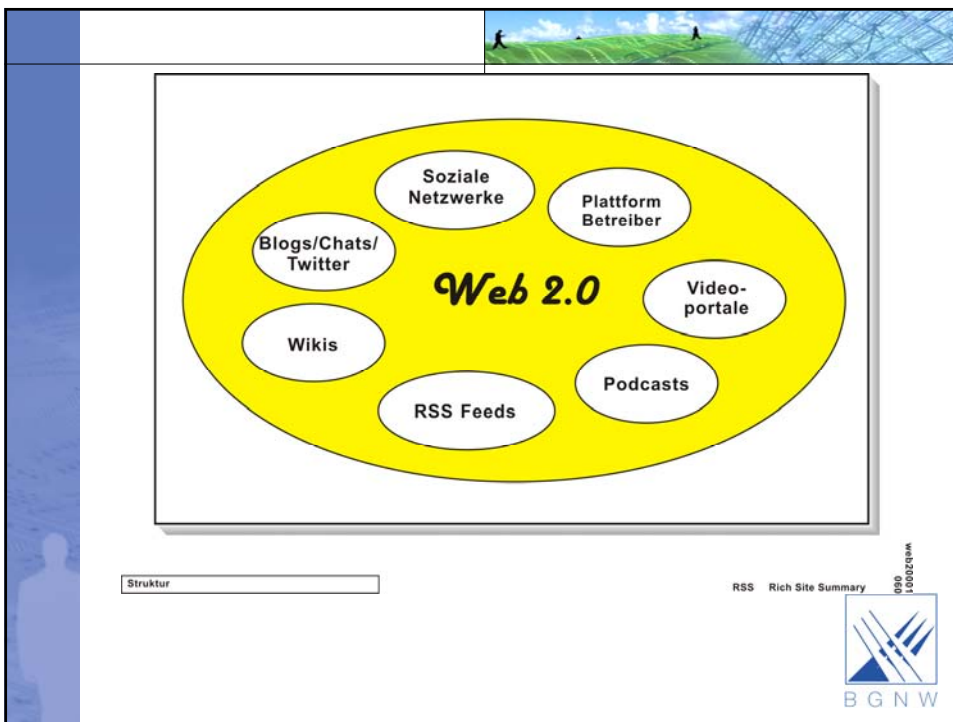 Soziale
Netzwerke
Plattform
Betreiber
Blogs/Chats/
Twitter
Web 2.0
Video-
portale
Wikis
Podcasts
RSS Feeds
Struktur
RSS Rich Site Summary
web20001
060
BGNW